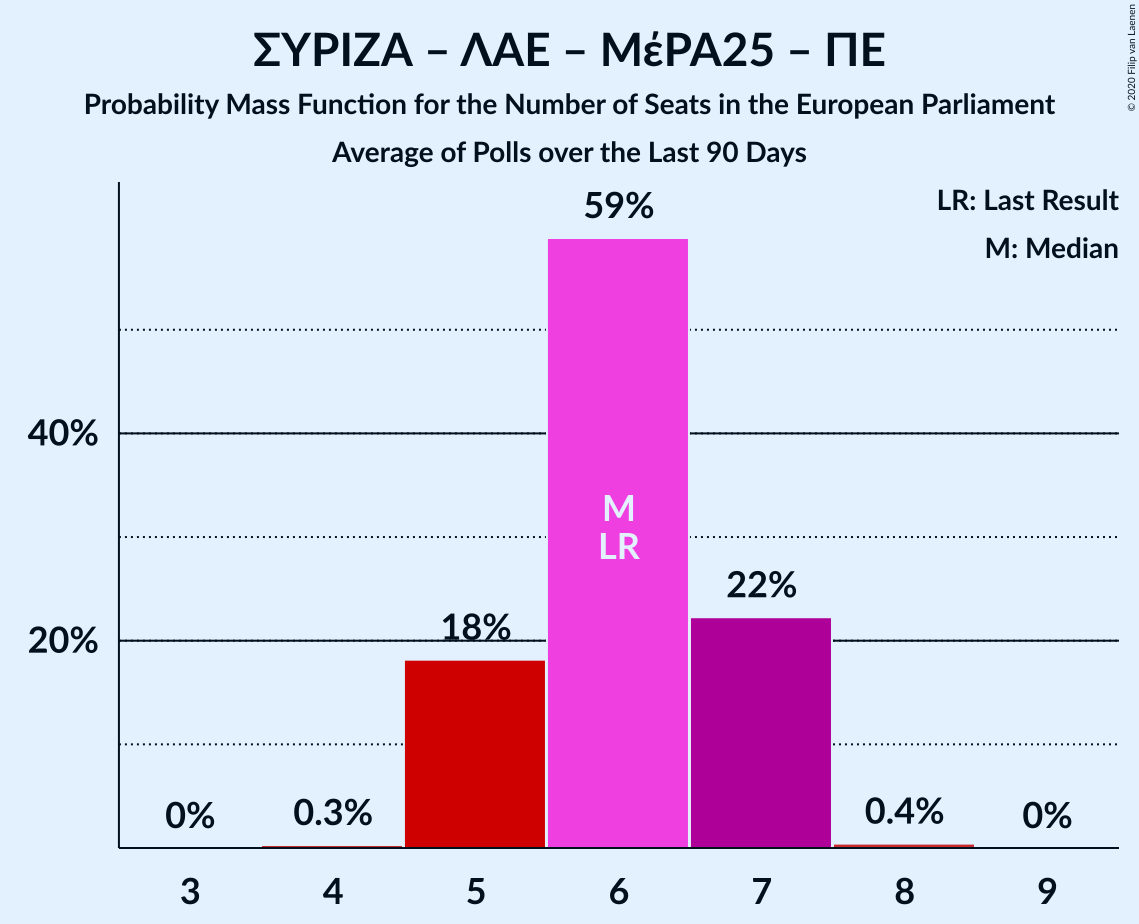 ΣΥΡΙΖΑ – ΛΑΕ – ΜέΡΑ25 – ΠΕ
Probability Mass Function for the Number of Seats in the European Parliament
Average of Polls over the Last 90 Days
© 2020 Filip van Laenen
LR: Last Result
M: Median
59%
40%
M
LR
22%
18%
20%
0%
0.3%
0.4%
0%
3
4
5
6
7
8
9